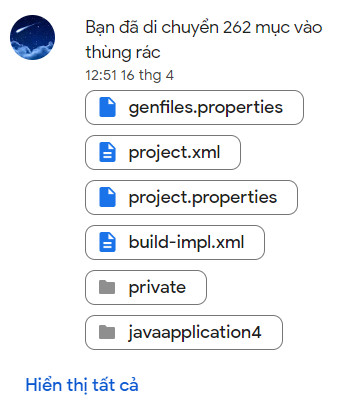 Bạn đã di chuyển 262 mục vào
thùng rác
12:51 16 thg 4
genfiles.properties
project.xml
project.properties
build-impl.xml
private
javaapplication4
Hiển thị tất cả